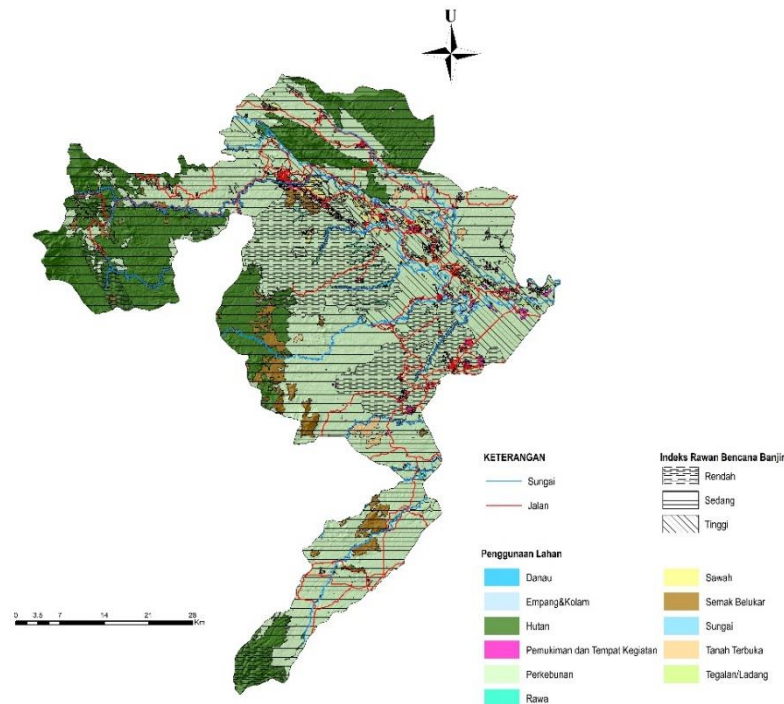 U
KETERANGAN
Sungai
Jalan
Indeks Rawan Bencana Banjir
Rendah
Sedang
Tinggi
Penggunaan Lahan
Danau
Empang&Kolam
Hutan
Pemukiman dan Tempat Kegiatan
Perkebunan
Rawa
Sawah
Semak Belukar
Sungai
Tanah Terbuka
Tegalan/Ladang
0 3.5 7 14 21 28
Km